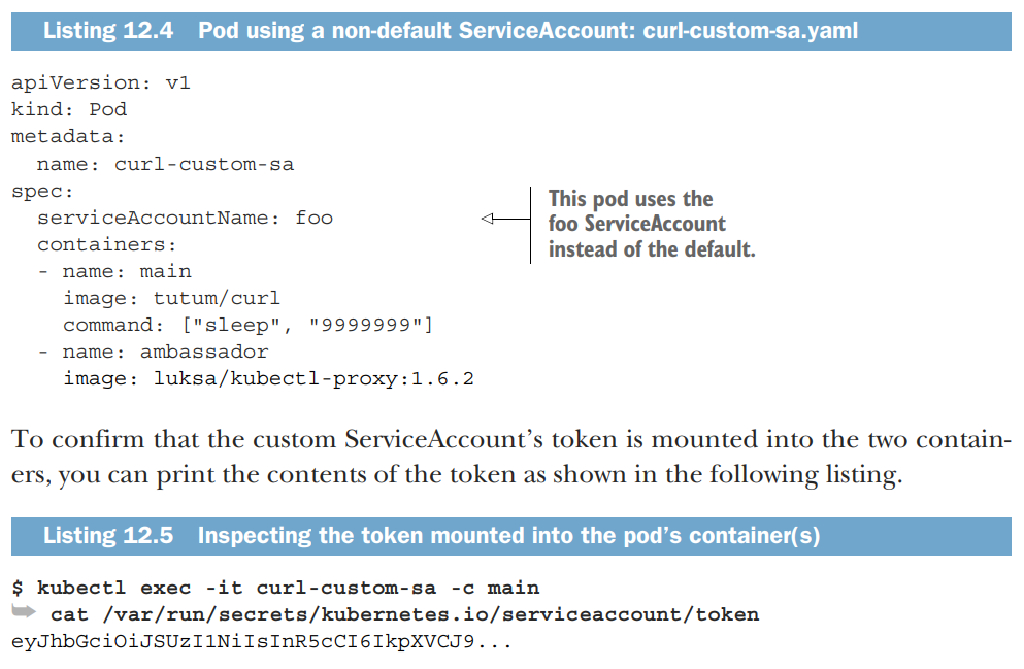 Listing 12.4 Pod using a non-default ServiceAccount: curl-custom-sa.yaml
apiVersion: v1
kind: Pod
metadata:
  name: curl-custom-sa
spec:
  serviceAccountName: foo
  containers:
  - name: main
    image: tutum/curl
    command: ["sleep", "9999999"]
  - name: ambassador
    image: luksa/kubectl-proxy:1.6.2
This pod uses the
foo ServiceAccount
instead of the default.
To confirm that the custom ServiceAccount's token is mounted into the two contain-
ers, you can print the contents of the token as shown in the following listing.
Listing 12.5 Inspecting the token mounted into the pod's container(s)
$ kubectl exec -it curl-custom-sa -c main
cat /var/run/secrets/kubernetes.io/serviceaccount/token
eyJhbGciOiJSUzI1NiIsInR5cCI6IkpXVCJ9...